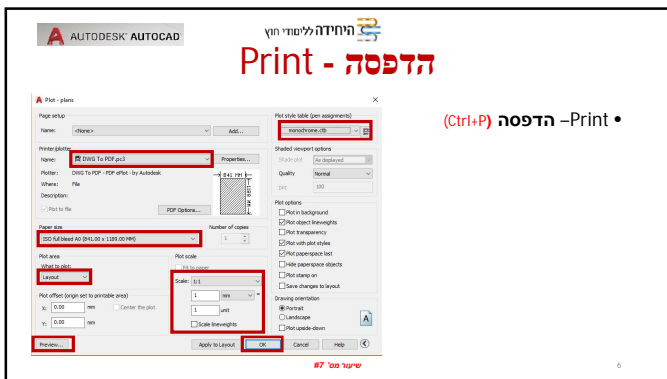 AUTODESK® AUTOCAD
היחידה ללימודי חוץ
הדפסה - Print
• Print– הדפסה (Ctrl+P)
Plot - plans
Page setup
Name: <None> Add...
Printer/plotter
Name: DWG To PDF.pc3 Properties...
Plotter: DWG To PDF - PDF ePlot - by Autodesk
Where: File
Description:
Plot to file
PDF Options...
841 MM
1189 MM
Paper size
ISO full bleed A0 (841.00 x 1189.00 MM)
Number of copies
1
Plot area
What to plot:
Layout
Plot scale
Fit to paper
Scale: 1:1
1 mm =
1 unit
Scale lineweights
Plot offset (origin set to printable area)
X: 0.00 mm Center the plot
Y: 0.00 mm
Plot style table (pen assignments)
monochrome.ctb
Shaded viewport options
Shade plot As displayed
Quality Normal
DPI 100
Plot options
Plot in background
Plot object lineweights
Plot transparency
Plot with plot styles
Plot paperspace last
Hide paperspace objects
Plot stamp on
Save changes to layout
Drawing orientation
Portrait
Landscape
Plot upside-down
A
Preview... Apply to Layout OK Cancel Help
שיעור מס' 7#
6